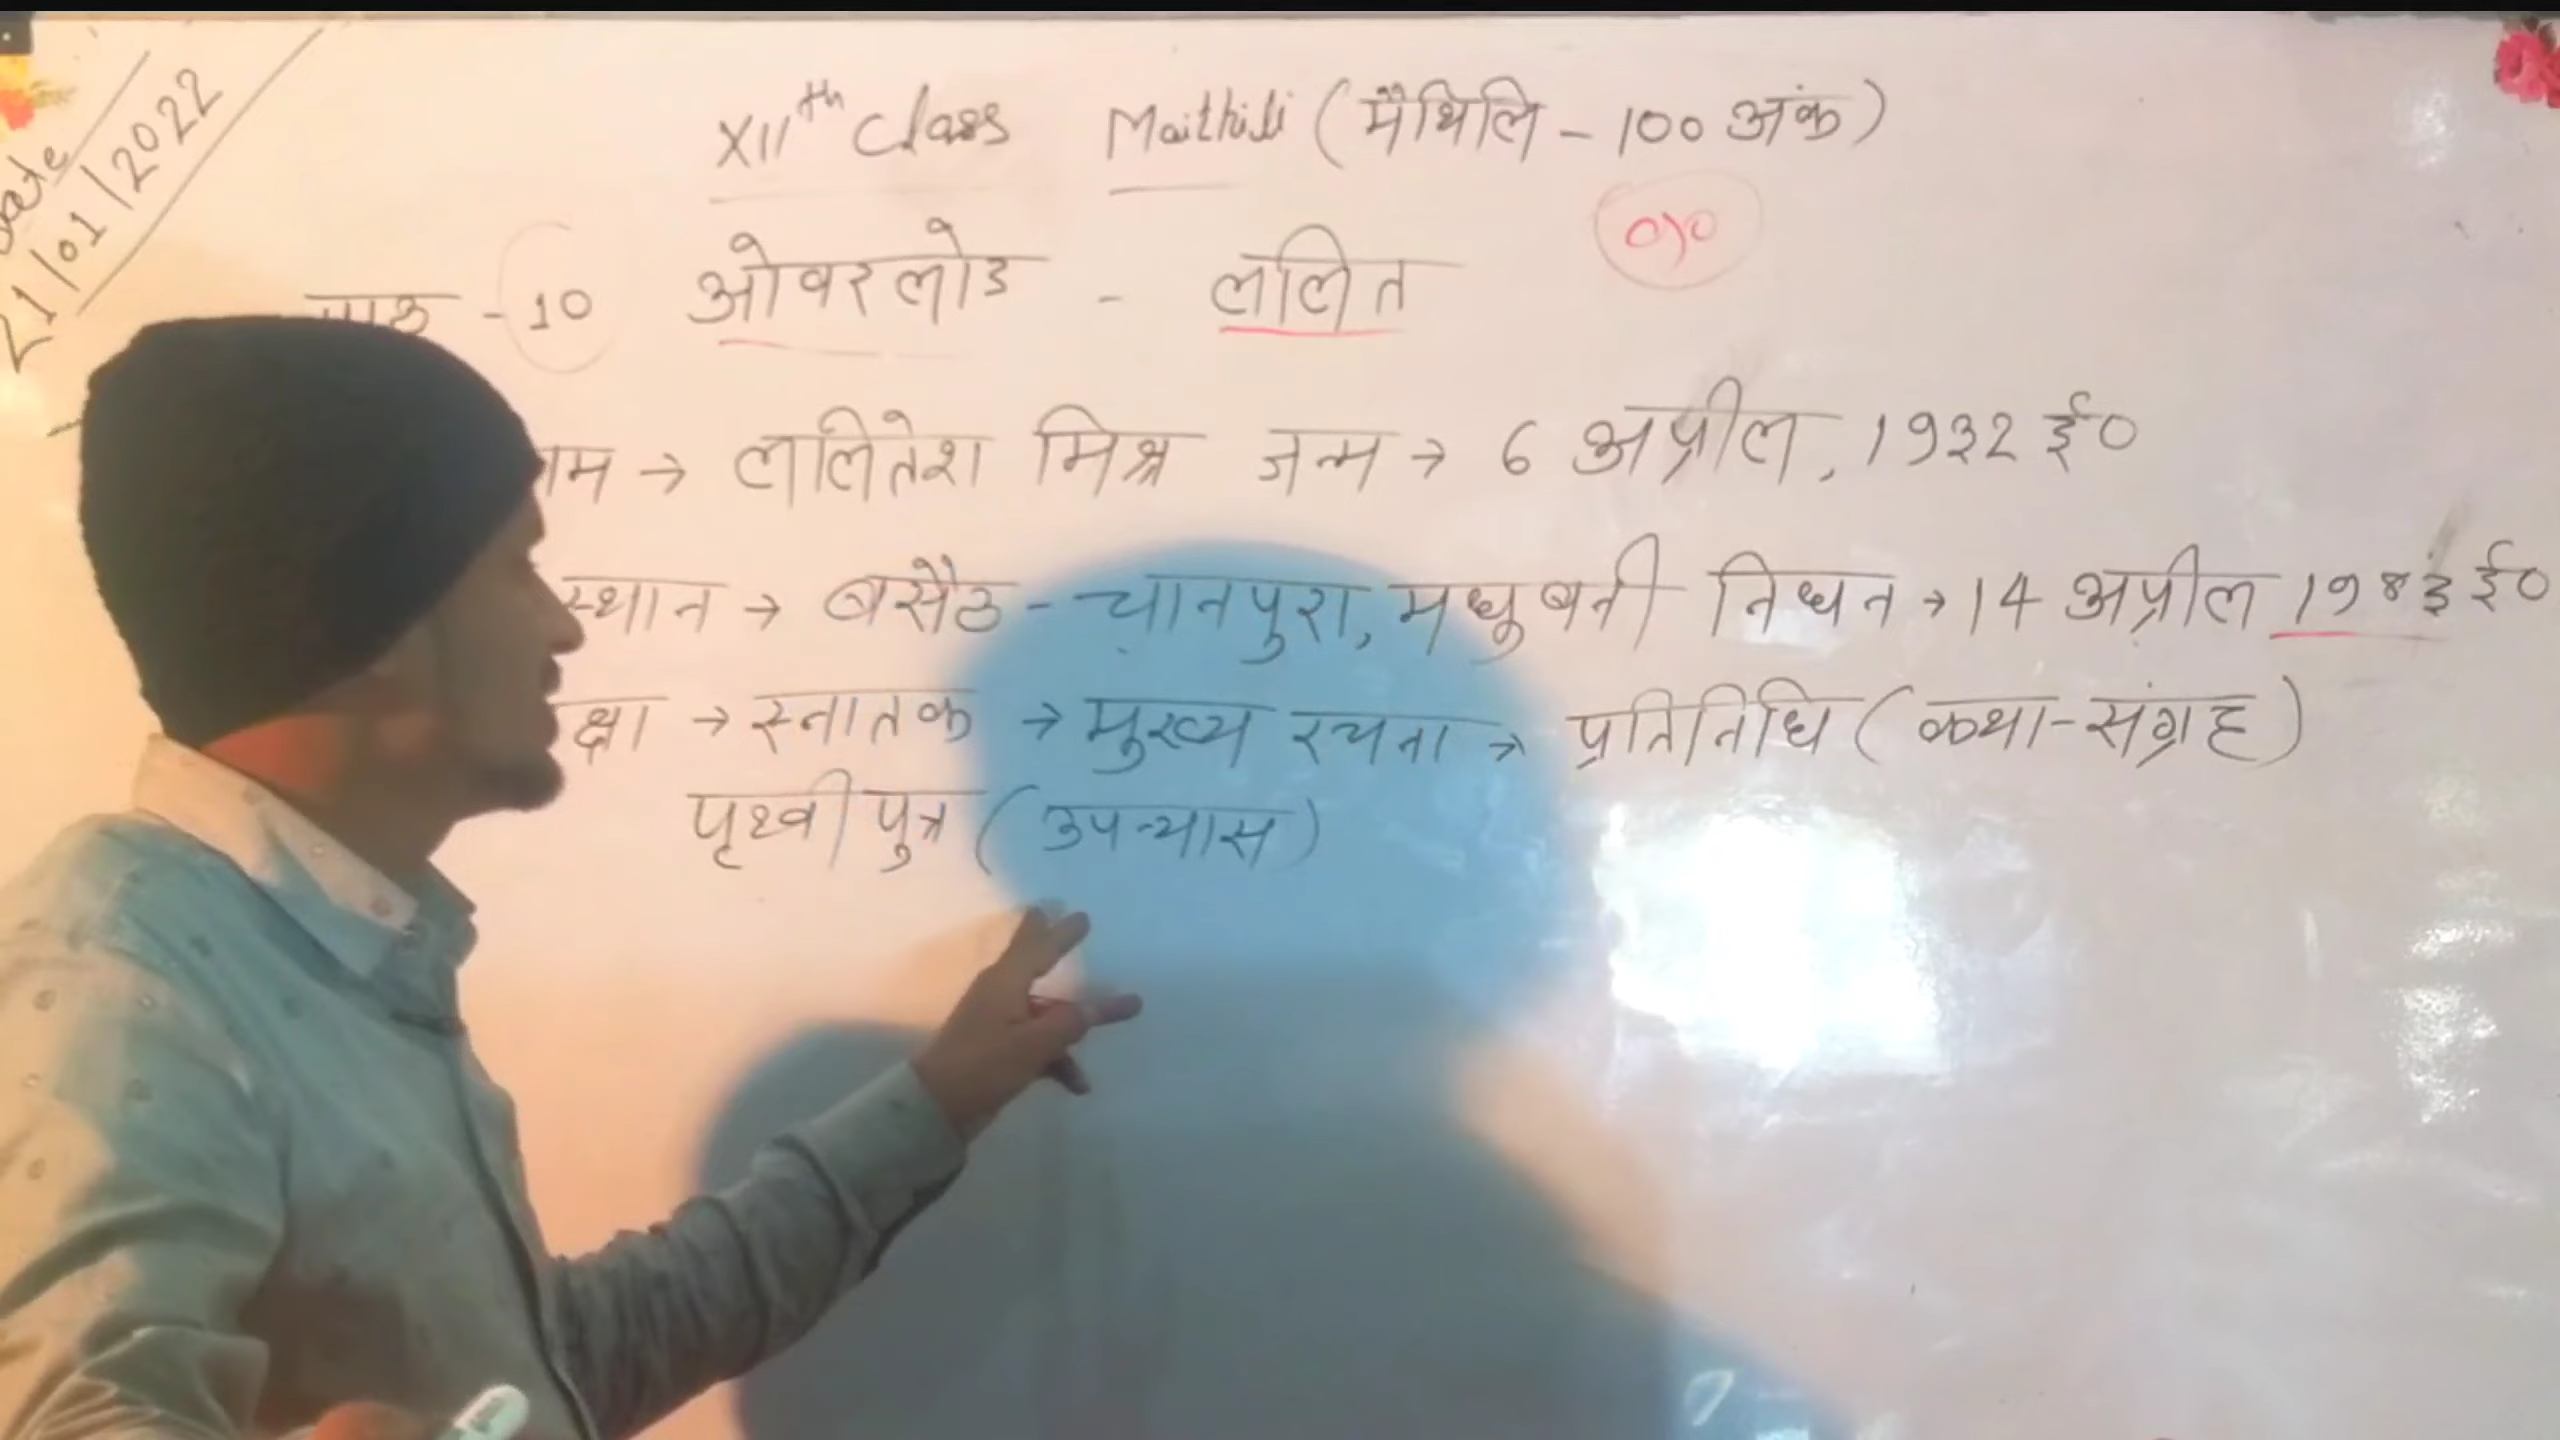 Date
21/01/2022
XIIth Class Maithili (मैथिलि - 100 अंक)
पाठ - 10 ओवरलोड - ललित
नाम → ललितेश मिश्र जन्म → 6 अप्रील, 1932 ई०
स्थान → बसैठ - चानपुरा, मधुबनी निधन → 14 अप्रील 1983 ई०
क्षा → स्नातक → मुख्य रचना → प्रतिनिधि (कथा-संग्रह)
पृथ्वी पुत्र (उपन्यास)